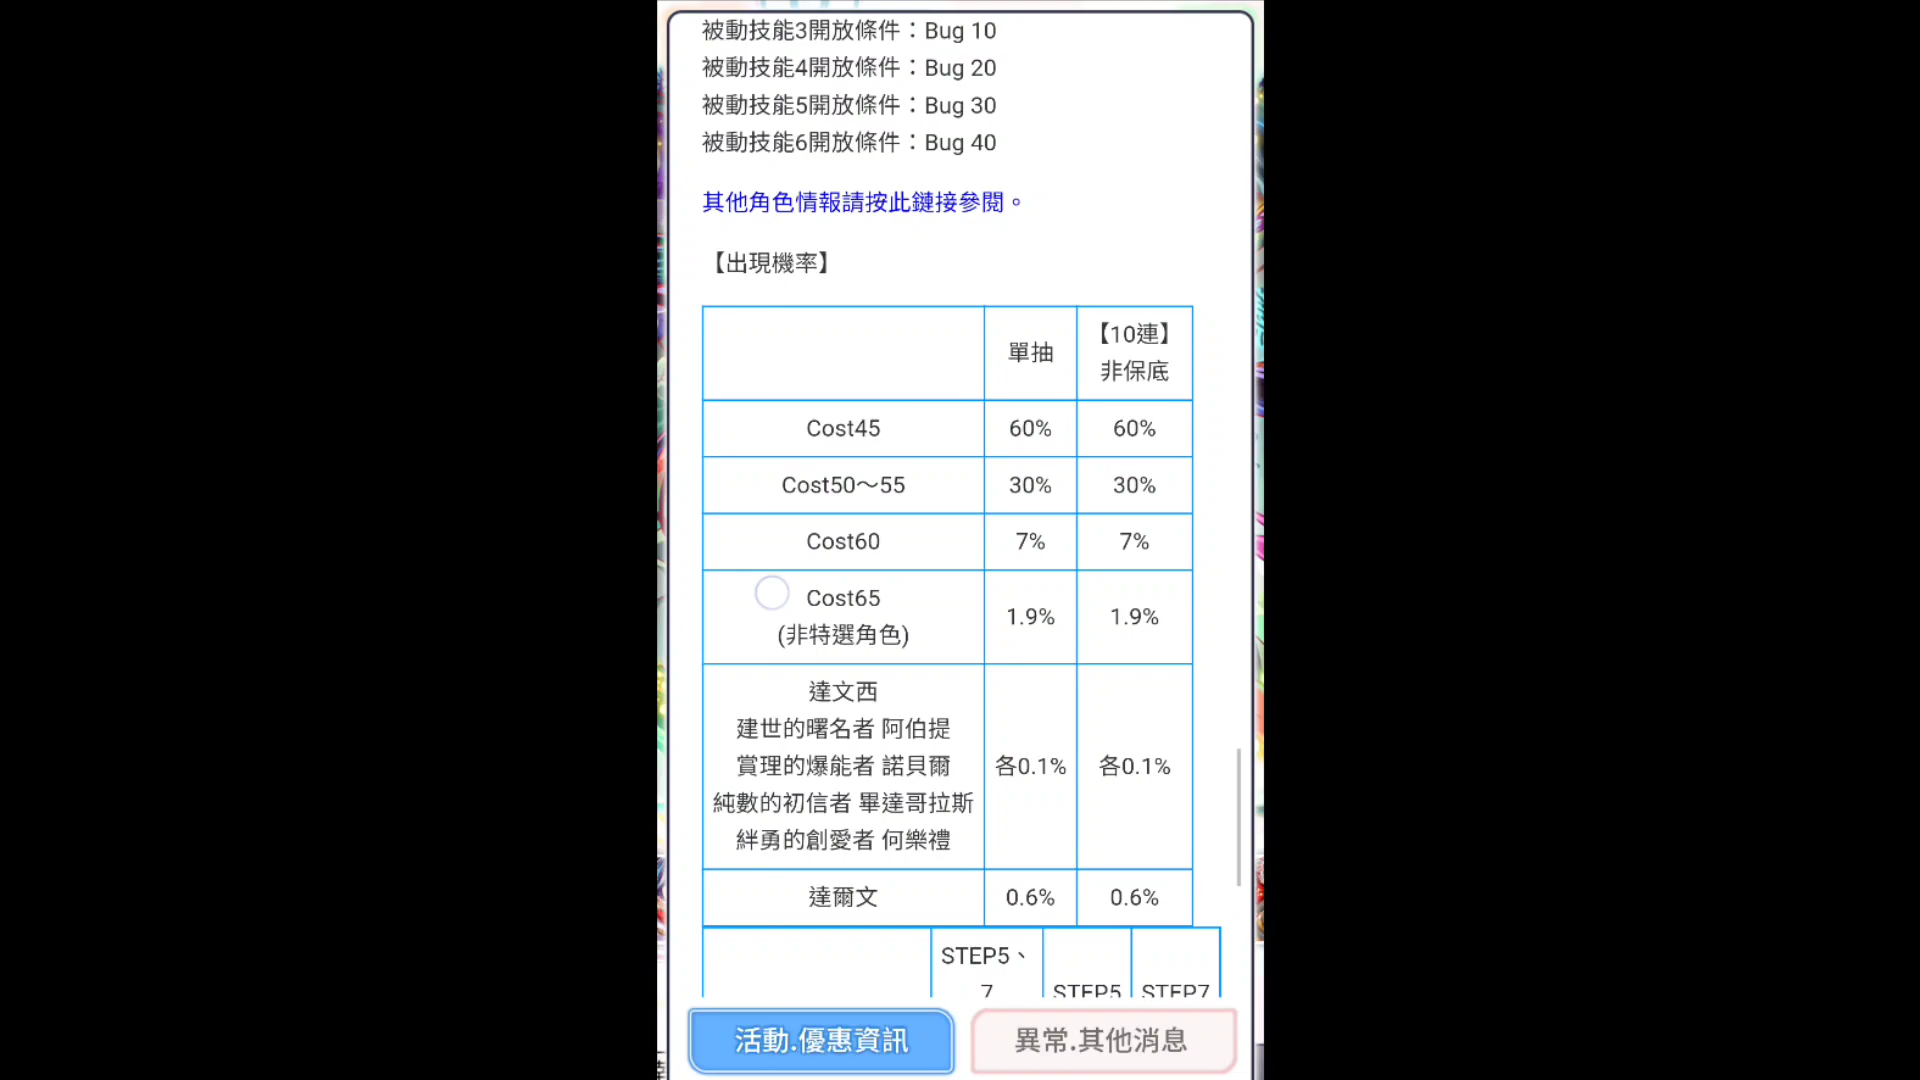 被動技能3開放條件：Bug 10
被動技能4開放條件：Bug 20
被動技能5開放條件：Bug 30
被動技能6開放條件：Bug 40
其他角色情報請按此鏈接參閱。
【出現機率】
單抽
【10連】
非保底
Cost45 60% 60%
Cost50～55 30% 30%
Cost60 7% 7%
Cost65
(非特選角色)
1.9% 1.9%
達文西
建世的曙名者 阿伯提
賞理的爆能者 諾貝爾
純數的初信者 畢達哥拉斯
絆勇的創愛者 何樂禮
各0.1% 各0.1%
達爾文 0.6% 0.6%
STEP5、
7
STEP5 STEP7
活動.優惠資訊 異常.其他消息